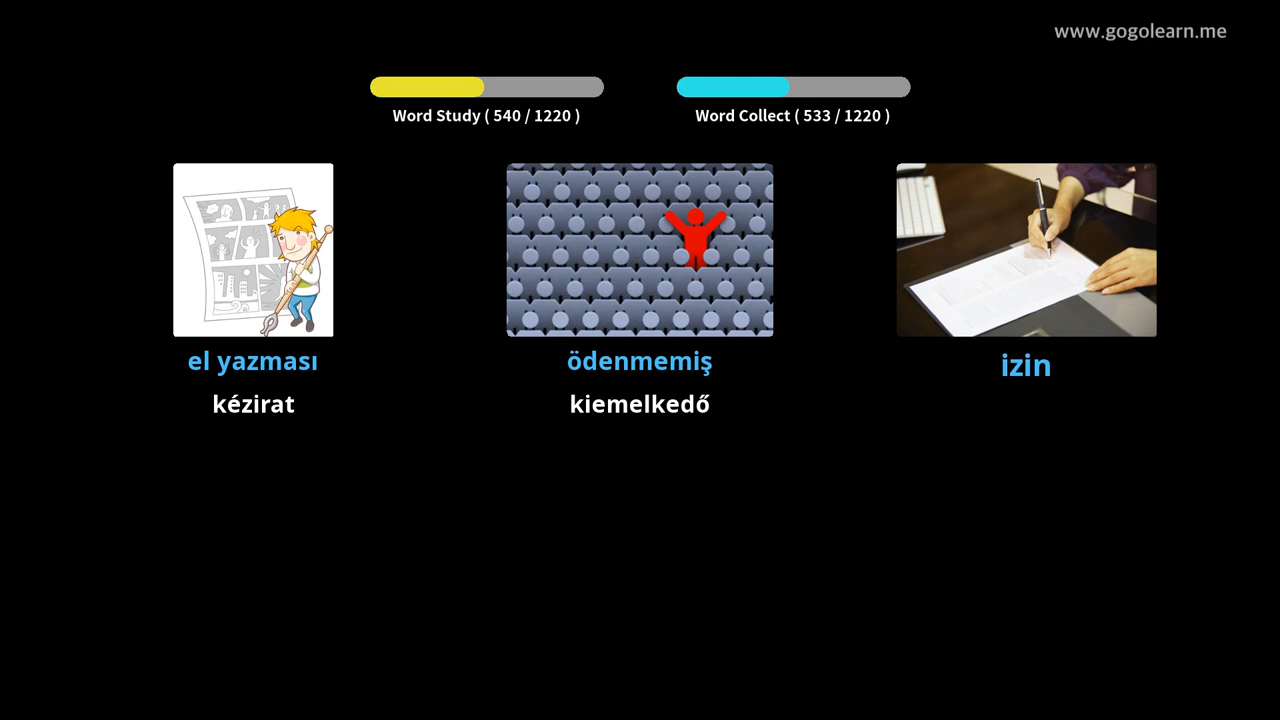 www.gogolearn.me
Word Study ( 540 / 1220 )
Word Collect ( 533 / 1220 )
el yazması
ödenmemiş
izin
kézirat
kiemelkedő